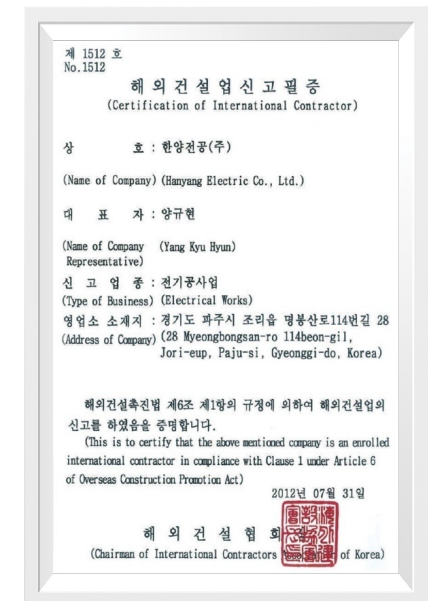 제 1512 호
No.1512
해 외 건 설 업 신 고 필 증
(Certification of International Contractor)
상 호 : 한양전공(주)
(Name of Company) (Hanyang Electric Co., Ltd.)
대 표 자 : 양규현
(Name of Company (Yang Kyu Hyun)
Representative)
신 고 업 종 : 전기공사업
(Type of Business) (Electrical Works)
영업소 소재지 : 경기도 파주시 조리읍 명봉산로114번길 28
(Address of Company) (28 Myeongbongsan-ro 114beon-gil,
Jori-eup, Paju-si, Gyeonggi-do, Korea)
해외건설촉진법 제6조 제1항의 규정에 의하여 해외건설업의
신고를 하였음을 증명합니다.
(This is to certify that the above mentioned company is an enrolled
international contractor in compliance with Clause 1 under Article 6
of Overseas Construction Promotion Act)
2012년 07월 31일
해 외 건 설 협 회
(Chairman of International Contractors of Korea)